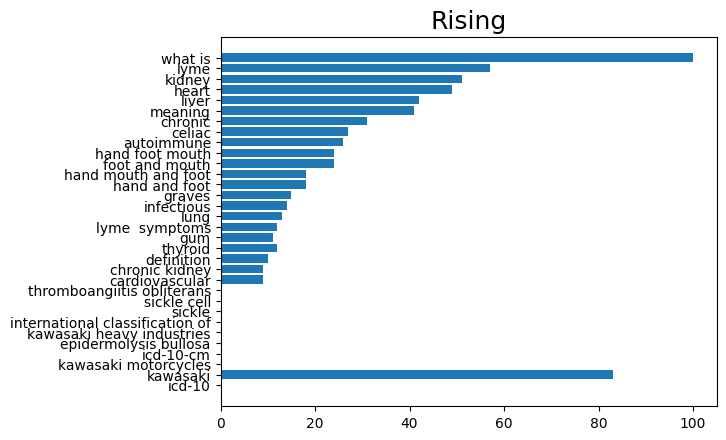 Rising
what is
lyme
kidney
heart
liver
meaning
chronic
celiac
autoimmune
hand foot mouth
foot and mouth
hand mouth and foot
hand and foot
graves
infectious
lung
lyme  symptoms
gum
thyroid
definition
chronic kidney
cardiovascular
thromboangiitis obliterans
sickle cell
sickle
international classification of
kawasaki heavy industries
epidermolysis bullosa
icd-10-cm
kawasaki motorcycles
kawasaki
icd-10
0 20 40 60 80 100